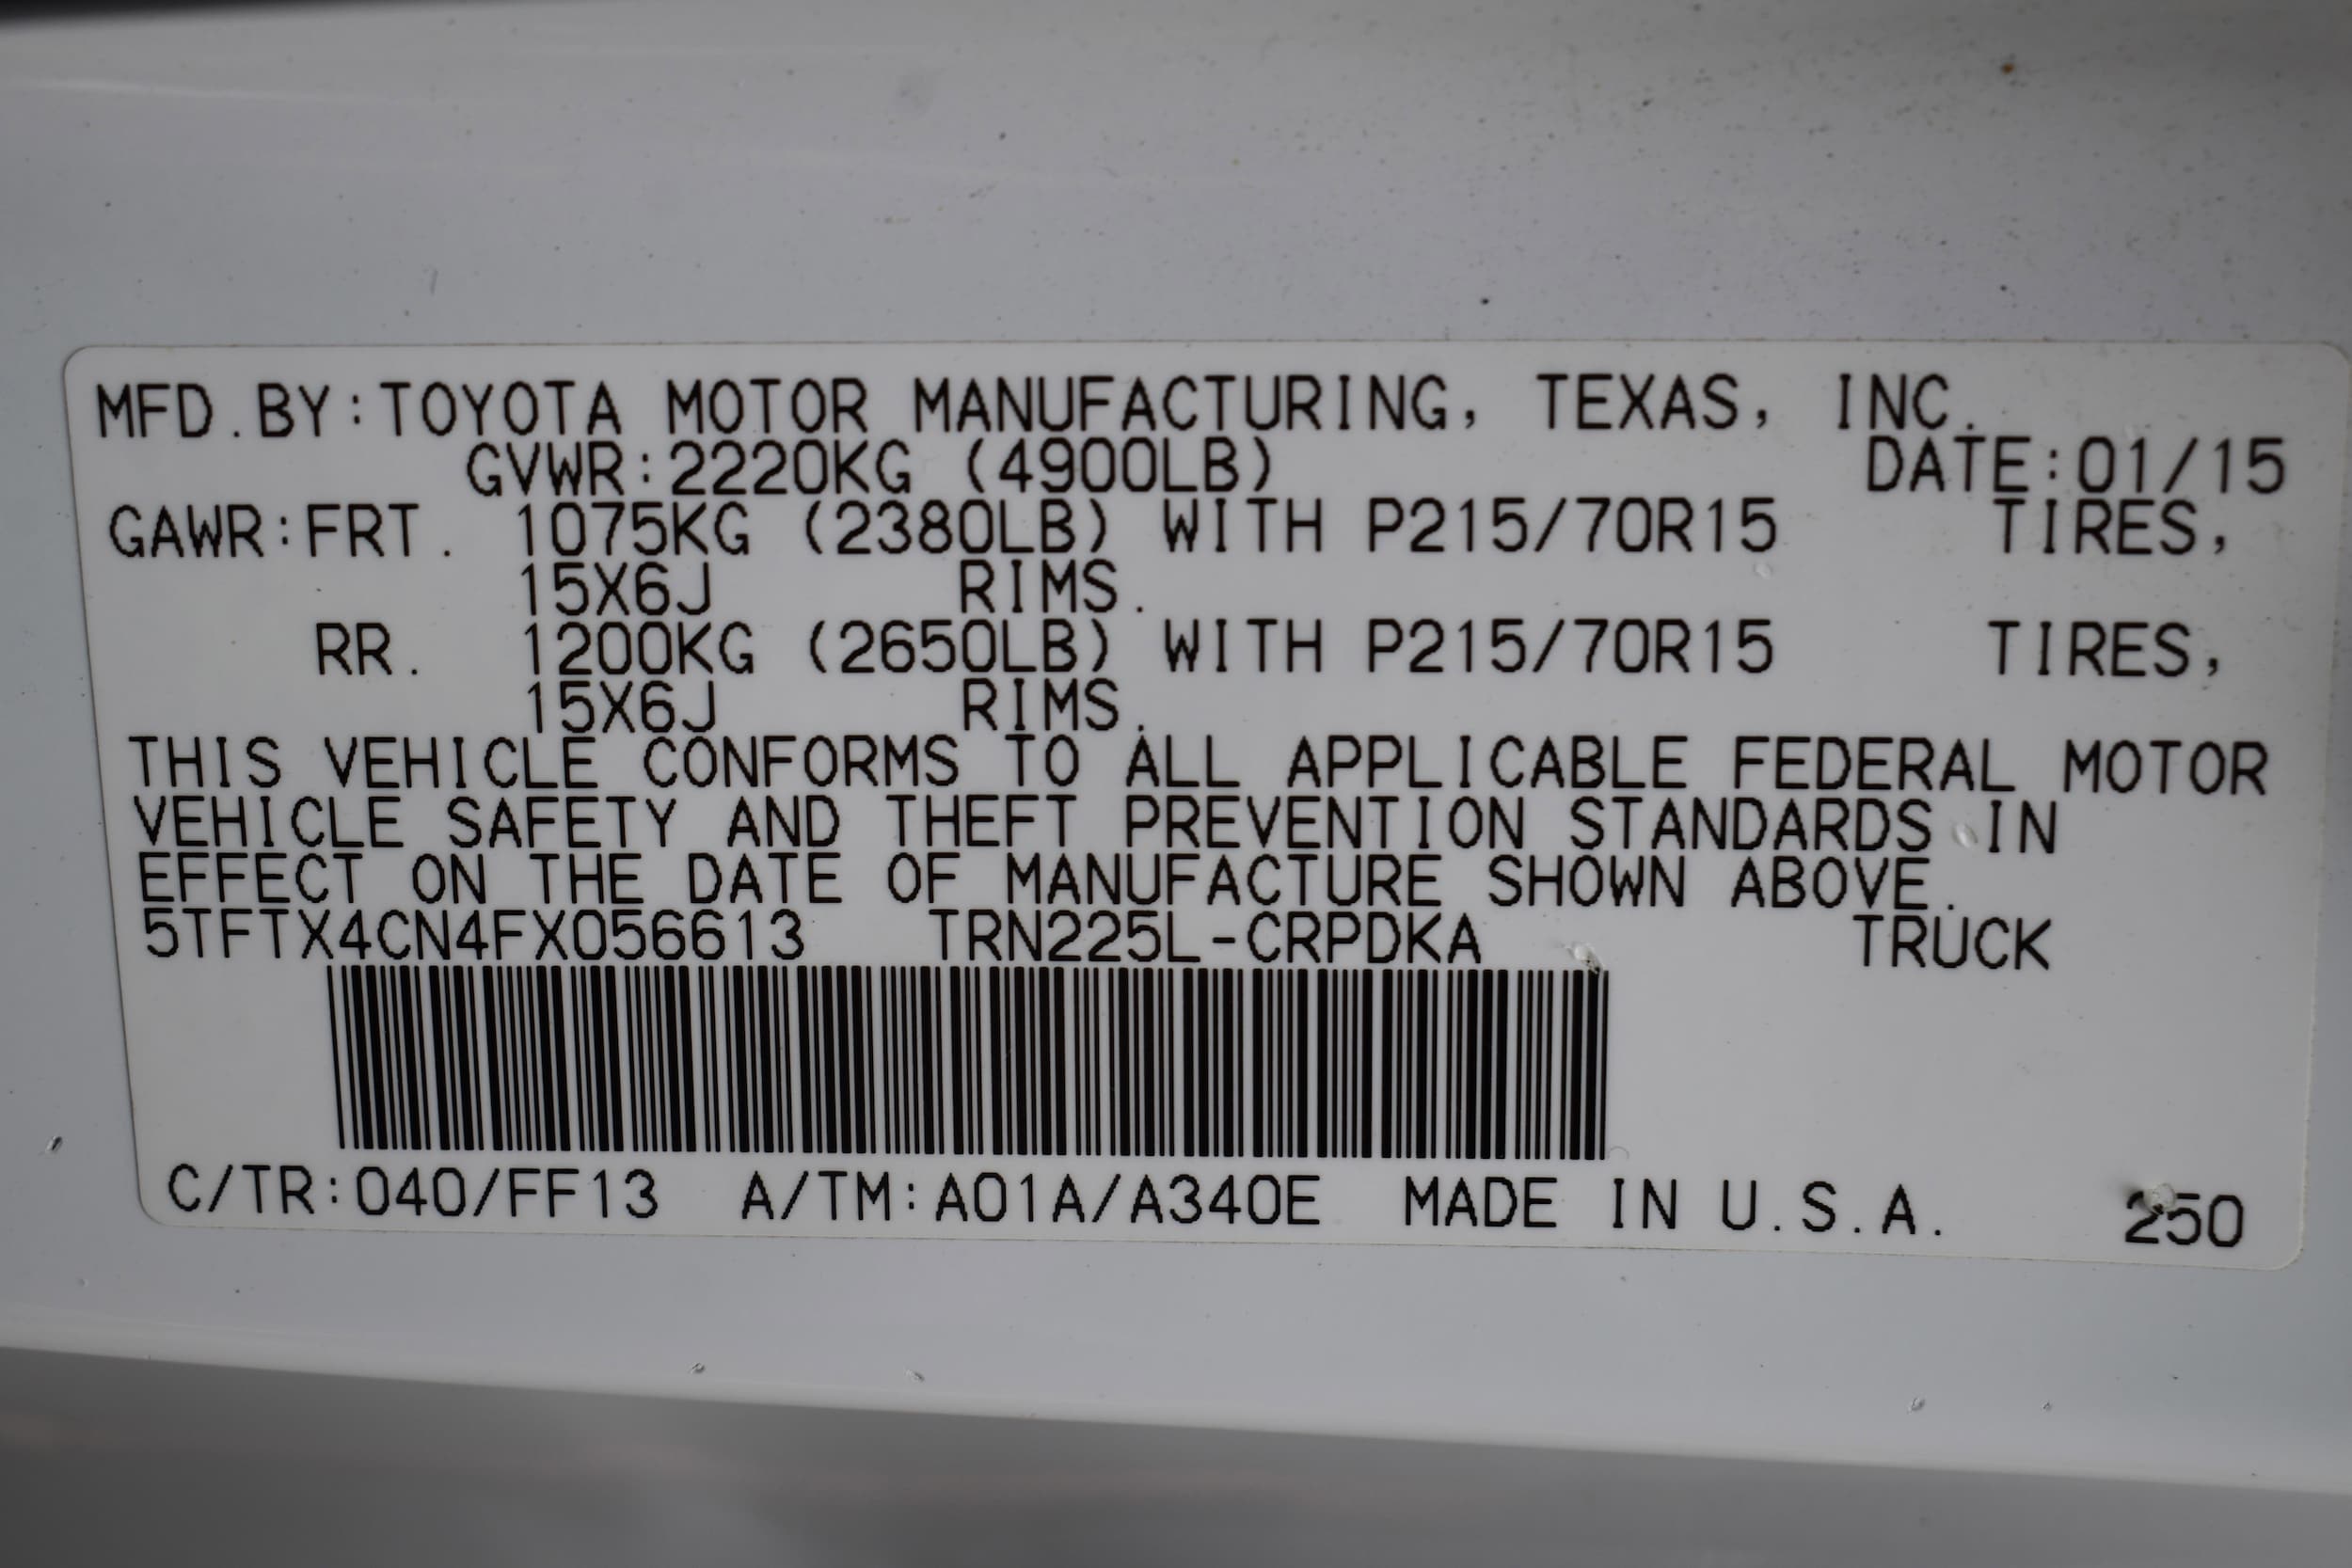 MFD.BY:TOYOTA MOTOR MANUFACTURING, TEXAS, INC.
GVWR:2220KG (4900LB) DATE:01/15
GAWR:FRT. 1075KG (2380LB) WITH P215/70R15 TIRES,
15X6J RIMS.
RR. 1200KG (2650LB) WITH P215/70R15 TIRES,
15X6J RIMS.
THIS VEHICLE CONFORMS TO ALL APPLICABLE FEDERAL MOTOR
VEHICLE SAFETY AND THEFT PREVENTION STANDARDS IN
EFFECT ON THE DATE OF MANUFACTURE SHOWN ABOVE.
5TFTX4CN4FX056613 TRN225L-CRPDKA TRUCK
C/TR:040/FF13 A/TM:A01A/A340E MADE IN U.S.A. 250